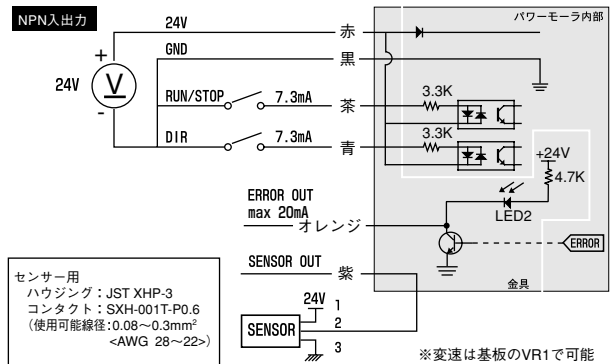 NPN入出力
パワーモーラ内部
24V
赤
GND
黒
+
24V
V
-
RUN/STOP
7.3mA
茶
3.3K
DIR
7.3mA
青
3.3K
+24V
4.7K
ERROR OUT
max 20mA
オレンジ
LED2
ERROR
SENSOR OUT
紫
金具
センサー用
ハウジング：JST XHP-3
コンタクト：SXH-001T-P0.6
（使用可能線径：0.08～0.3mm²
<AWG 28～22>）
24V
1
SENSOR
2
3
※変速は基板のVR1で可能